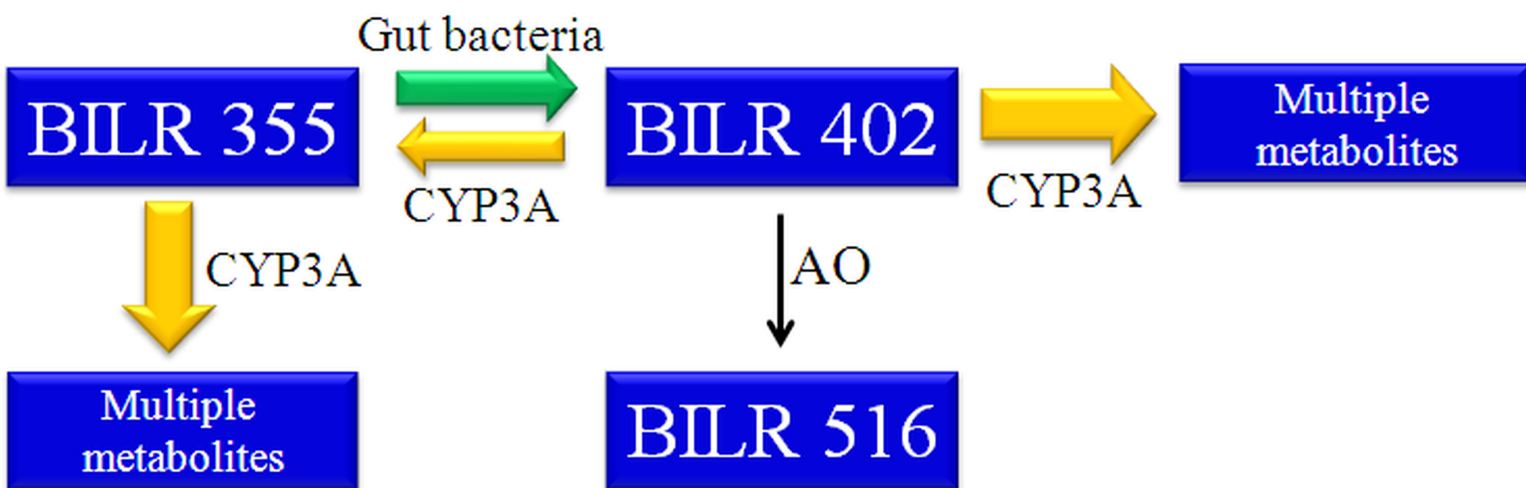 Gut bacteria
BILR 355
BILR 402
Multiple
metabolites
CYP3A
CYP3A
CYP3A
AO
Multiple
metabolites
BILR 516